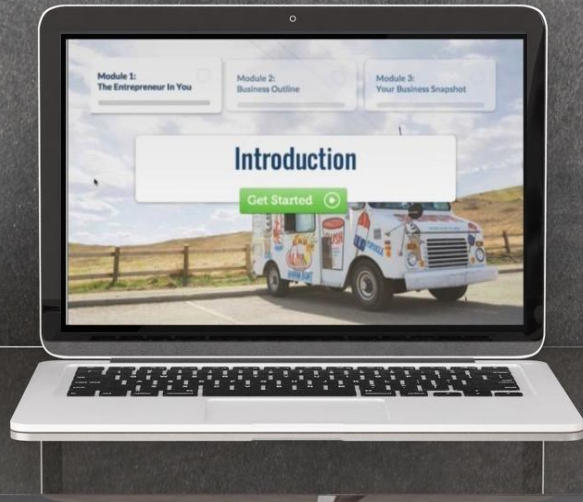 Module 1:
The Entrepreneur In You
Module 2:
Business Outline
Module 3:
Your Business Snapshot
Introduction
Get Started